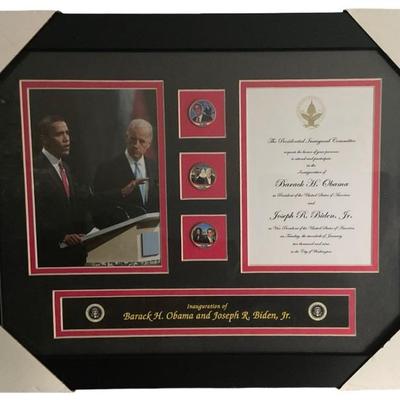 The Presidential Inaugural Committee
requests the honor of your presence
to attend and participate
in the
Inauguration of
Barack H. Obama
as President of the United States of America
and
Joseph R. Biden, Jr.
as Vice President of the United States of America
on Tuesday, the twentieth of January
two thousand and nine
in the City of Washington
Inauguration of
Barack H. Obama and Joseph R. Biden, Jr.